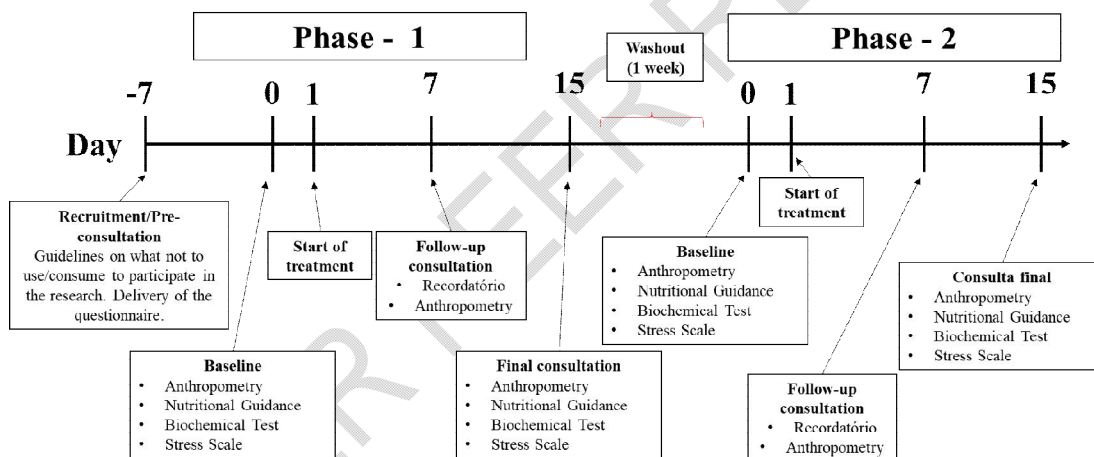 Phase - 1
Washout
(1 week)
Phase - 2
-7
0
1
7
15
0
1
7
15
Day
Recruitment/Pre-
consultation
Guidelines on what not to
use/consume to participate in
the research. Delivery of the
questionnaire.
Baseline
• Anthropometry
• Nutritional Guidance
• Biochemical Test
• Stress Scale
Start of
treatment
Follow-up
consultation
• Recordatório
• Anthropometry
Final consultation
• Anthropometry
• Nutritional Guidance
• Biochemical Test
• Stress Scale
Baseline
• Anthropometry
• Nutritional Guidance
• Biochemical Test
• Stress Scale
Start of
treatment
Follow-up
consultation
• Recordatório
• Anthropometry
Consulta final
• Anthropometry
• Nutritional Guidance
• Biochemical Test
• Stress Scale